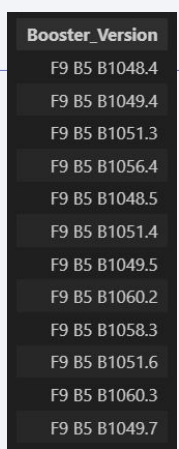 Booster_Version
F9 B5 B1048.4
F9 B5 B1049.4
F9 B5 B1051.3
F9 B5 B1056.4
F9 B5 B1048.5
F9 B5 B1051.4
F9 B5 B1049.5
F9 B5 B1060.2
F9 B5 B1058.3
F9 B5 B1051.6
F9 B5 B1060.3
F9 B5 B1049.7